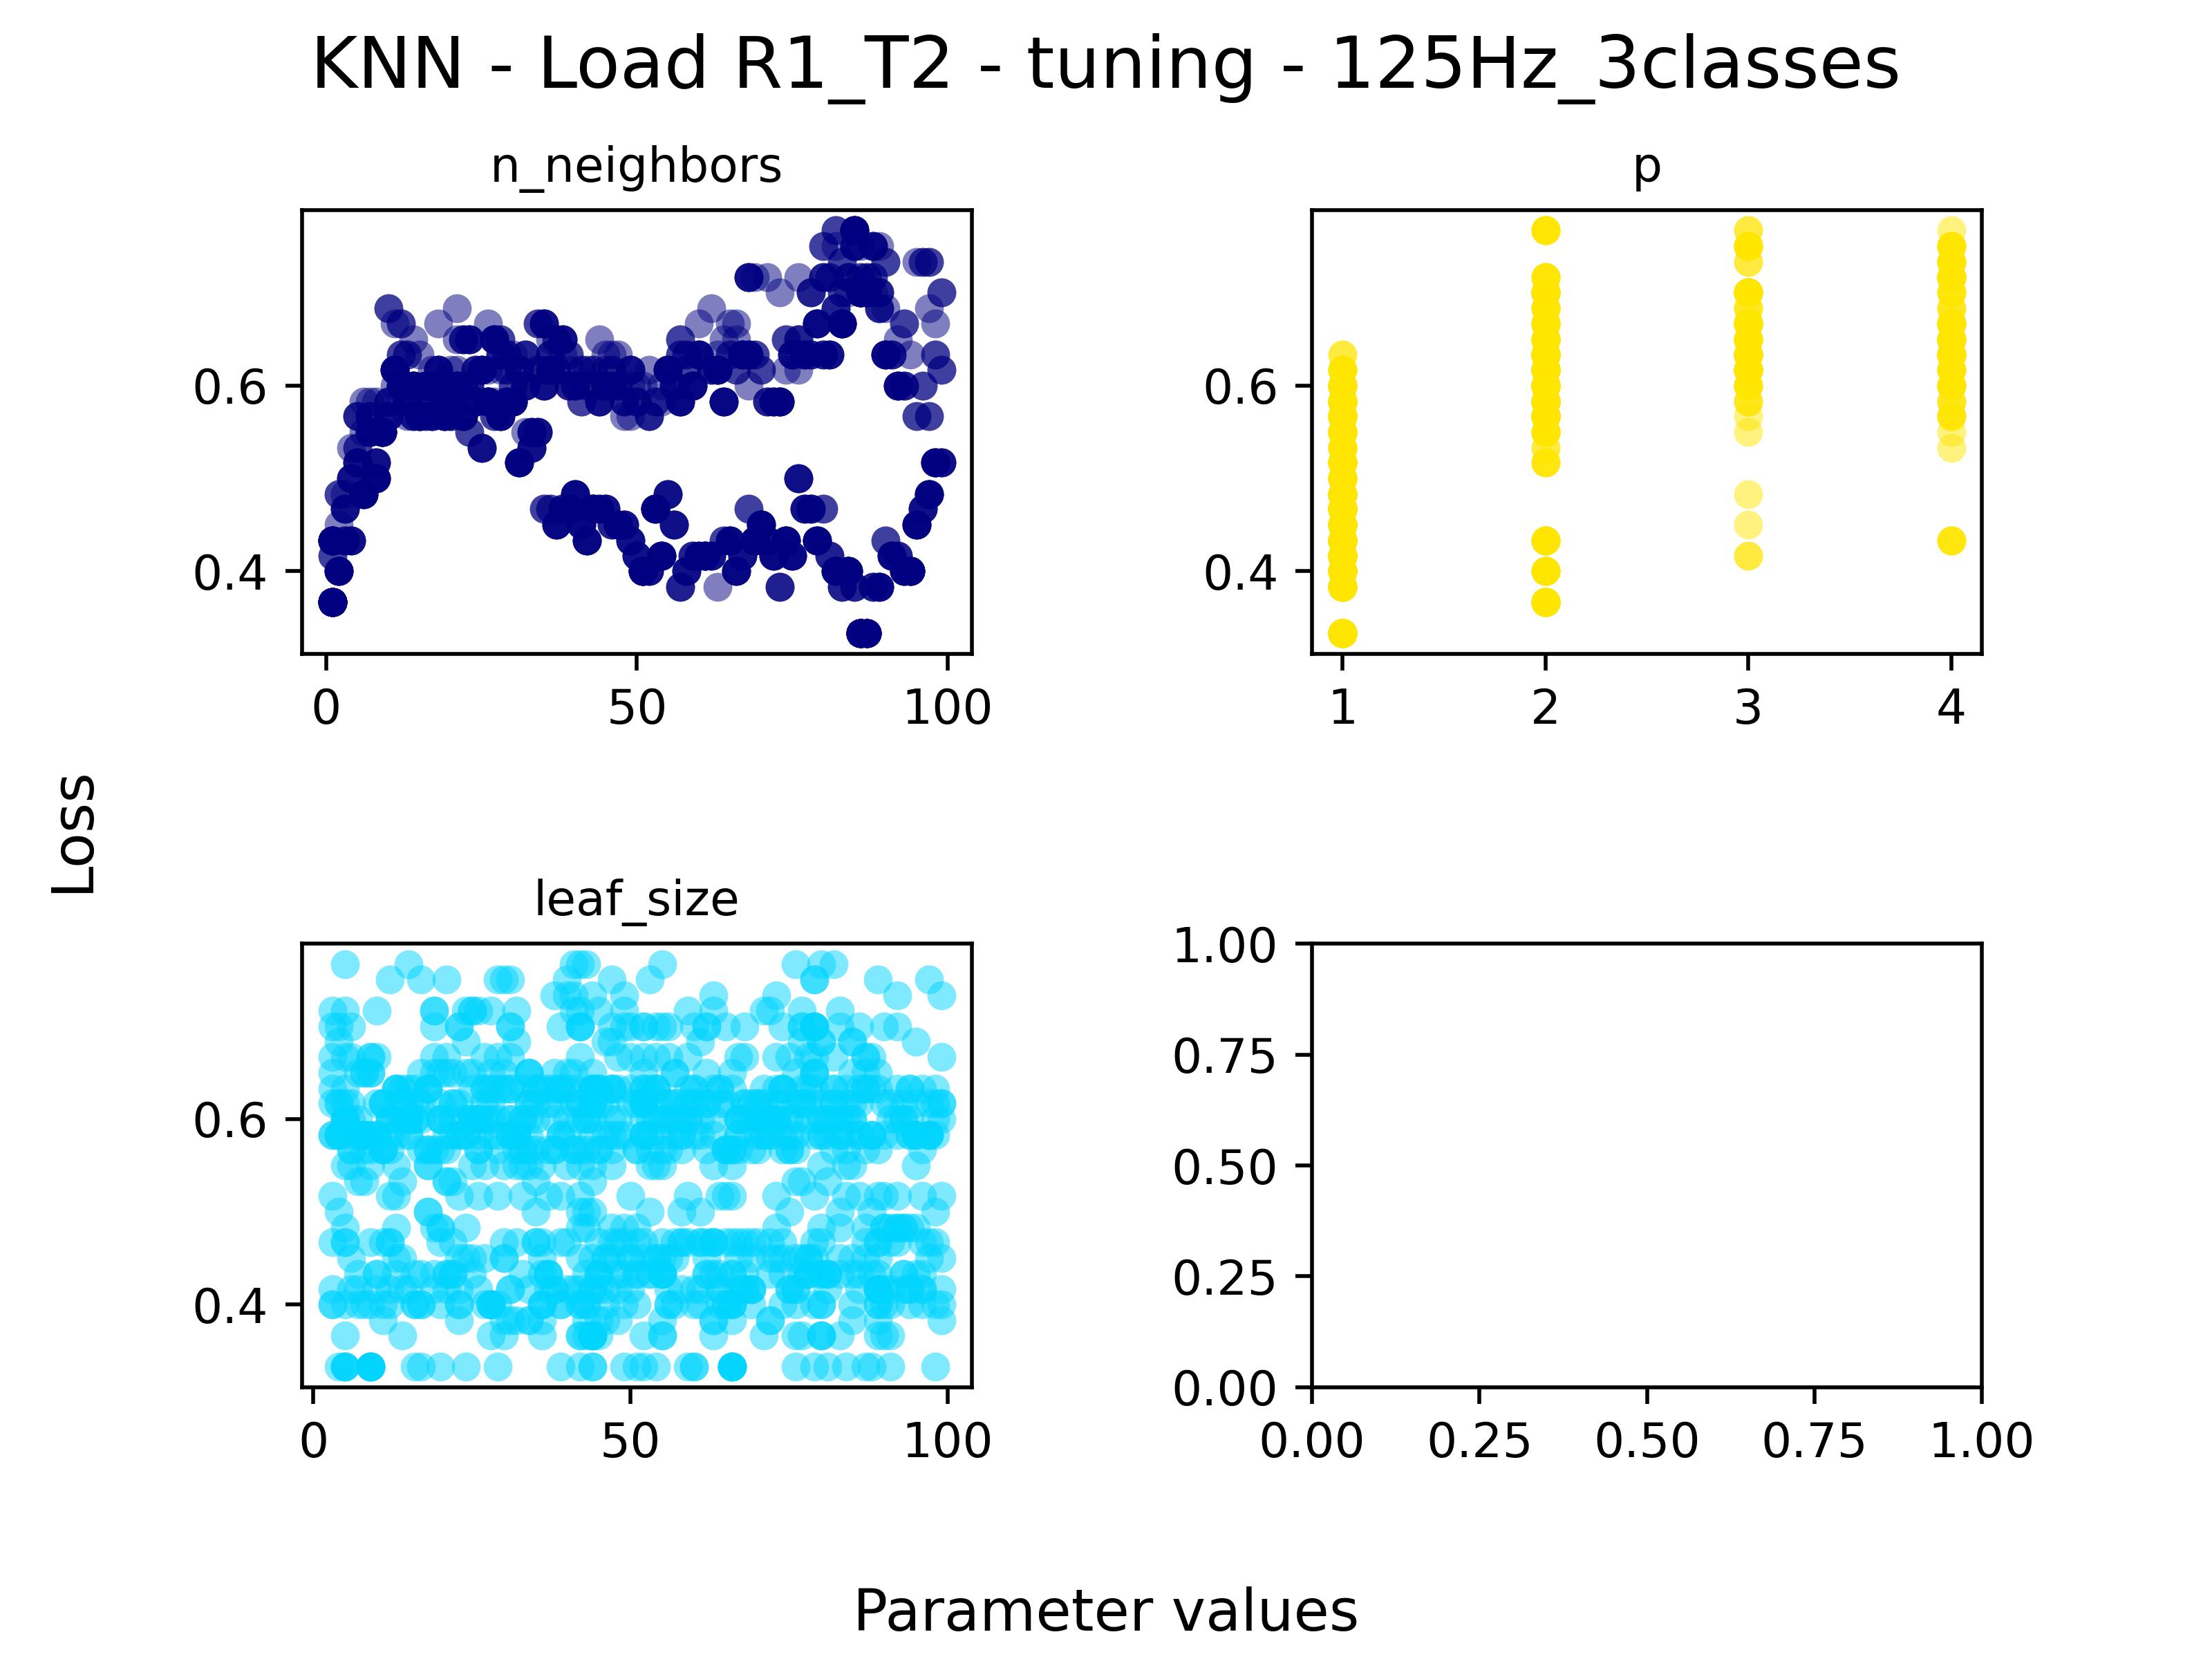 KNN - Load R1_T2 - tuning - 125Hz_3classes
n_neighbors
0.6
0.4
0 50 100
p
0.6
0.4
1 2 3 4
Loss
leaf_size
0.6
0.4
0 50 100
1.00
0.75
0.50
0.25
0.00
0.00 0.25 0.50 0.75 1.00
Parameter values